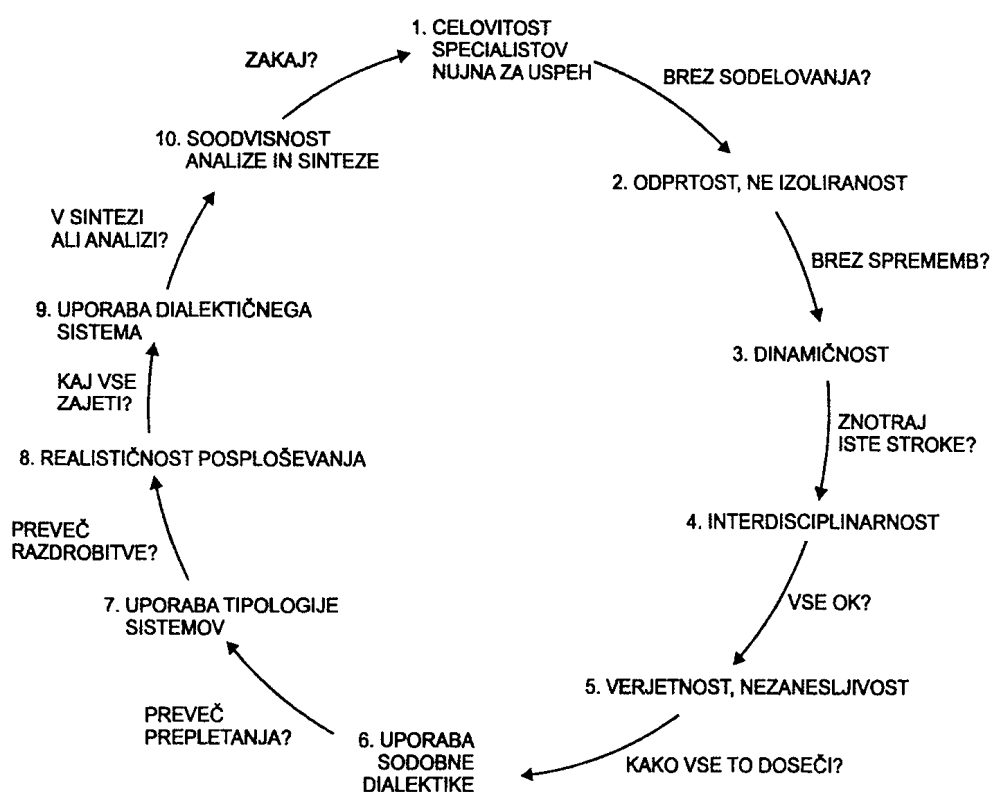 1. CELOVITOST
SPECIALISTOV
NUJNA ZA USPEH
BREZ SODELOVANJA?
2. ODPRTOST, NE IZOLIRANOST
BREZ SPREMEMB?
3. DINAMIČNOST
ZNOTRAJ
ISTE STROKE?
4. INTERDISCIPLINARNOST
VSE OK?
5. VERJETNOST, NEZANESLJIVOST
KAKO VSE TO DOSEČI?
6. UPORABA
SODOBNE
DIALEKTIKE
PREVEČ
PREPLETANJA?
7. UPORABA TIPOLOGIJE
SISTEMOV
PREVEČ
RAZDROBITVE?
8. REALISTIČNOST POSPLOŠEVANJA
KAJ VSE
ZAJETI?
9. UPORABA DIALEKTIČNEGA
SISTEMA
V SINTEZI
ALI ANALIZI?
10. SOODVISNOST
ANALIZE IN SINTEZE
ZAKAJ?